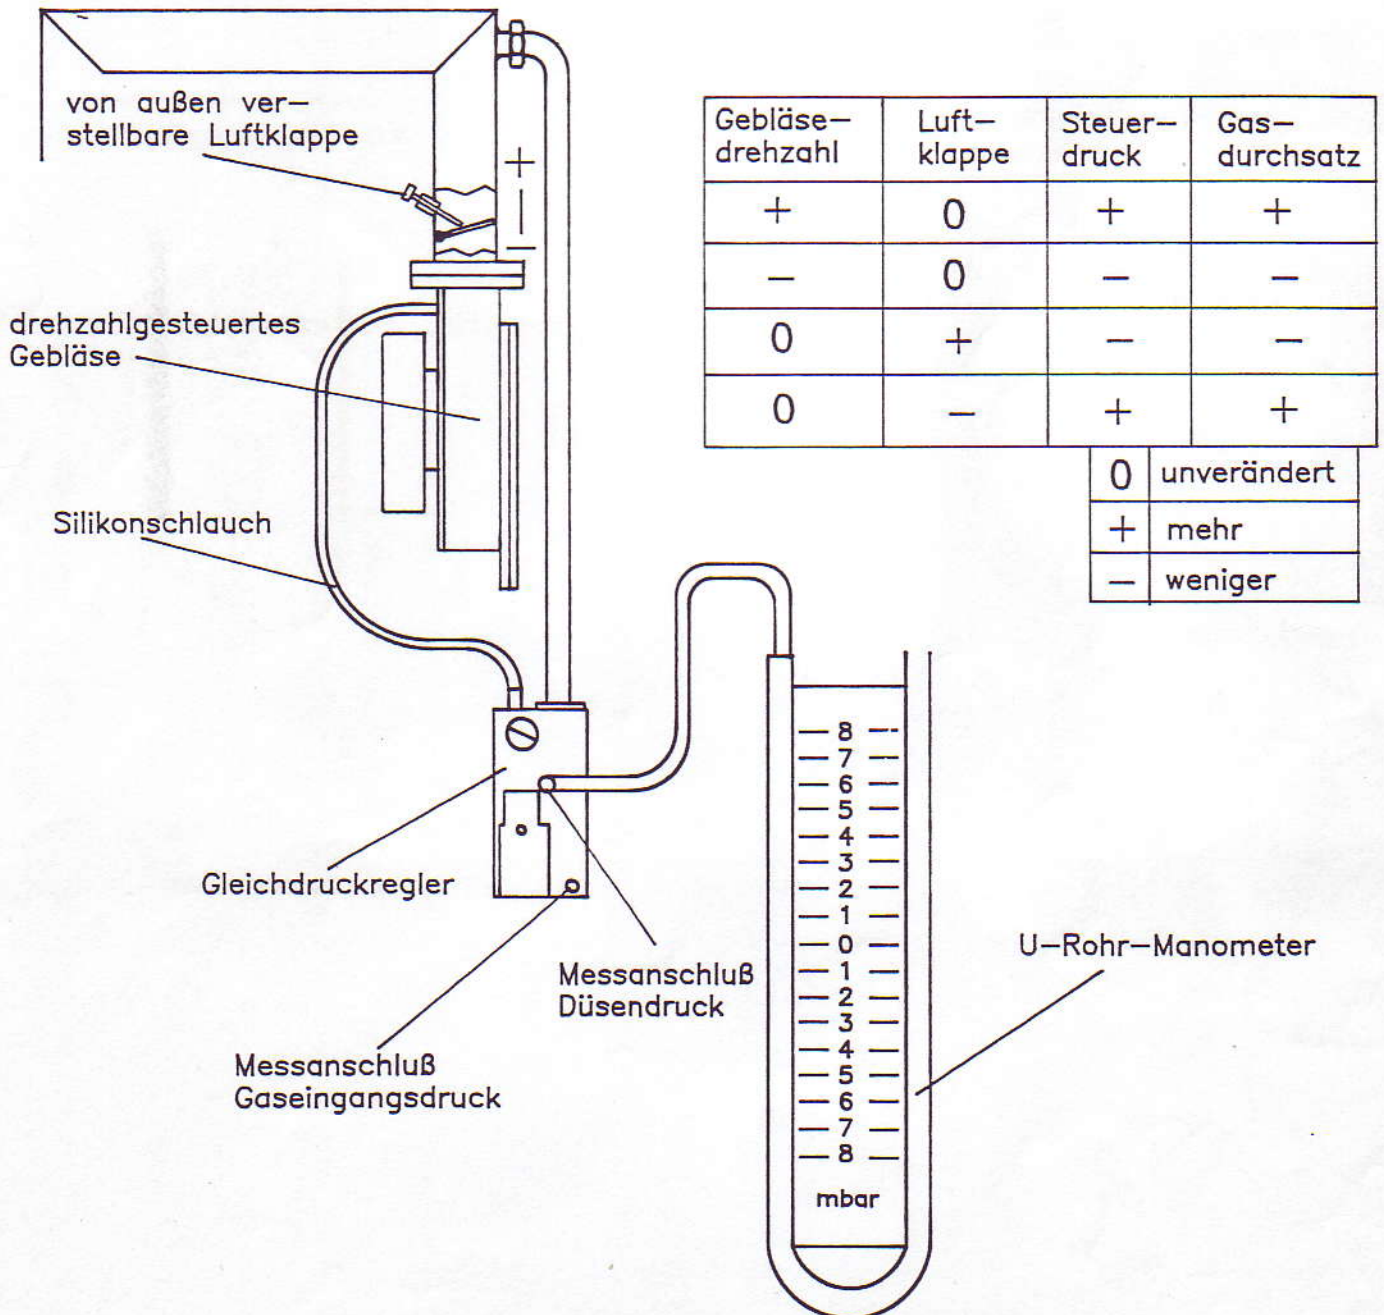 von außen ver-
stellbare Luftklappe
+
|
–
drehzahlgesteuertes
Gebläse
Silikonschlauch
Gleichdruckregler
Messanschluß
Düsendruck
Messanschluß
Gaseingangsdruck
U-Rohr-Manometer
Gebläse- Luft- Steuer- Gas-
drehzahl klappe druck durchsatz
+ 0 + +
– 0 – –
0 + – –
0 – + +
0 unverändert
+ mehr
– weniger
– 8 –
– 7 –
– 6 –
– 5 –
– 4 –
– 3 –
– 2 –
– 1 –
– 0 –
– 1 –
– 2 –
– 3 –
– 4 –
– 5 –
– 6 –
– 7 –
– 8 –
mbar